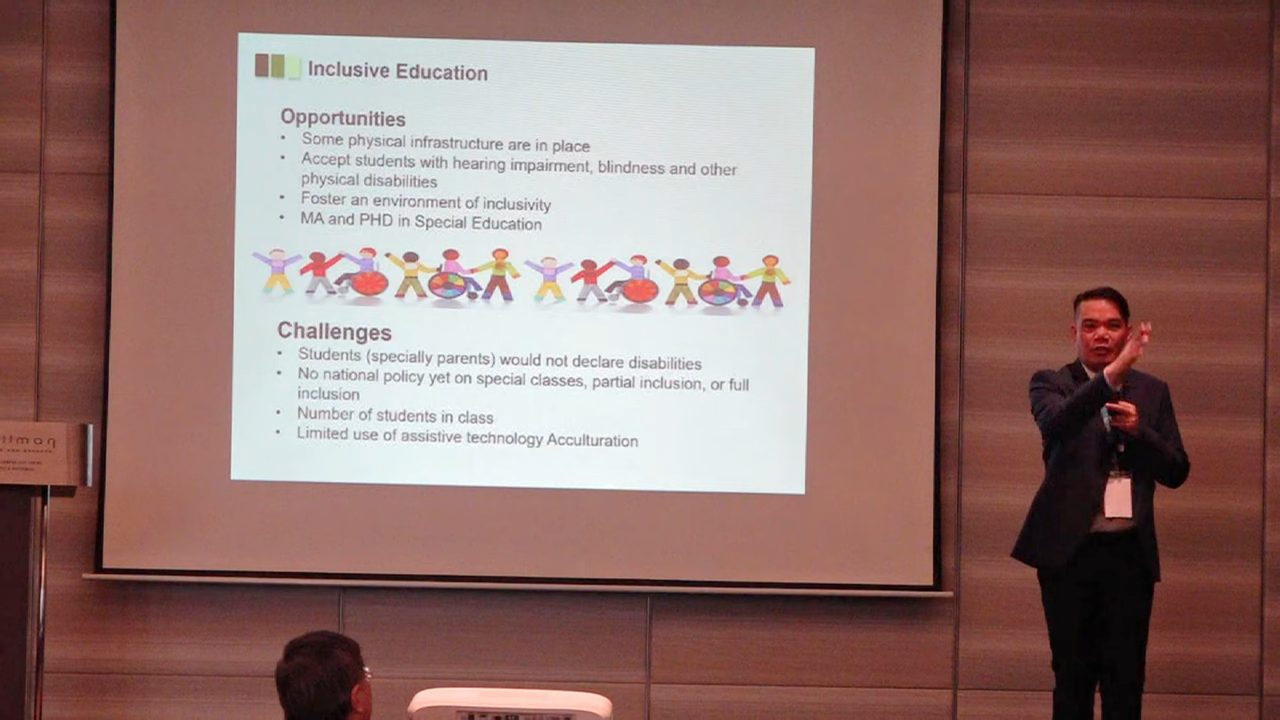 Inclusive Education
Opportunities
• Some physical infrastructure are in place
• Accept students with hearing impairment, blindness and other
physical disabilities
• Foster an environment of inclusivity
• MA and PHD in Special Education
Challenges
• Students (specially parents) would not declare disabilities
• No national policy yet on special classes, partial inclusion, or full
inclusion
• Number of students in class
• Limited use of assistive technology Acculturation